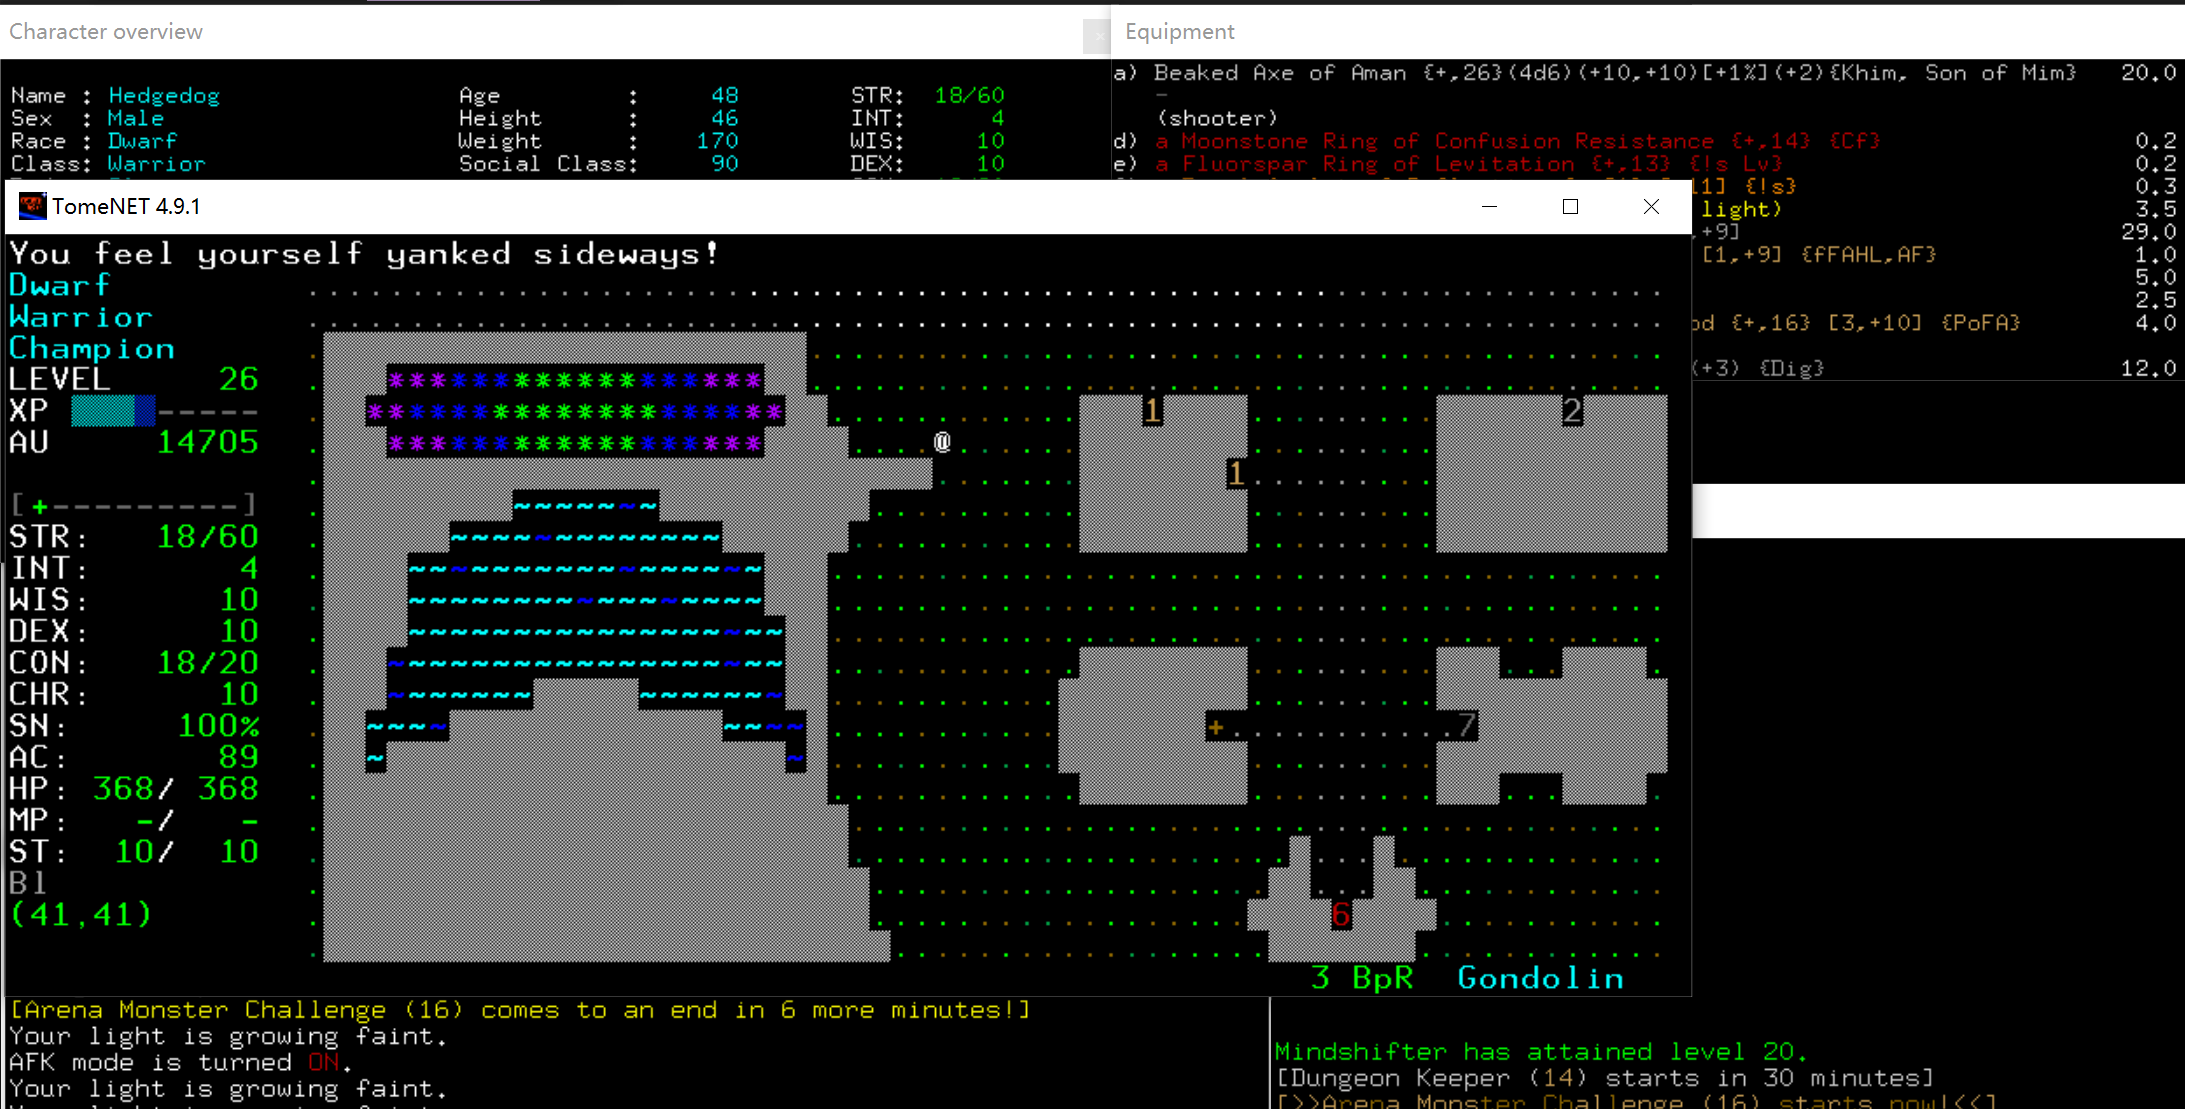 Character overview
Equipment
Name : Hedgedog Age : 48 STR: 18/60
Sex : Male Height : 46 INT: 4
Race : Dwarf Weight : 170 WIS: 10
Class: Warrior Social Class: 90 DEX: 10
a) Beaked Axe of Aman {+,26}(4d6)(+10,+10)[+1%](+2){Khim, Son of Mim} 20.0
(shooter)
d) a Moonstone Ring of Confusion Resistance {+,14} {Cf} 0.2
e) a Fluorspar Ring of Levitation {+,13} {!s Lv} 0.2
11] {!s} 0.3
light) 3.5
,+9] 29.0
[1,+9] {fFAHL,AF} 1.0
5.0
2.5
od {+,16} [3,+10] {PoFA} 4.0
(+3) {Dig} 12.0
TomeNET 4.9.1
You feel yourself yanked sideways!
Dwarf
Warrior
Champion
LEVEL 26
XP -----
AU 14705
[+---------]
STR: 18/60
INT: 4
WIS: 10
DEX: 10
CON: 18/20
CHR: 10
SN: 100%
AC: 89
HP: 368/ 368
MP: -/ -
ST: 10/ 10
Bl
(41,41)
@
1
2
1
+
7
6
3 BpR Gondolin
[Arena Monster Challenge (16) comes to an end in 6 more minutes!]
Your light is growing faint.
AFK mode is turned ON.
Your light is growing faint.
Mindshifter has attained level 20.
[Dungeon Keeper (14) starts in 30 minutes]
[>>Arena Monster Challenge (16) starts now!<<]